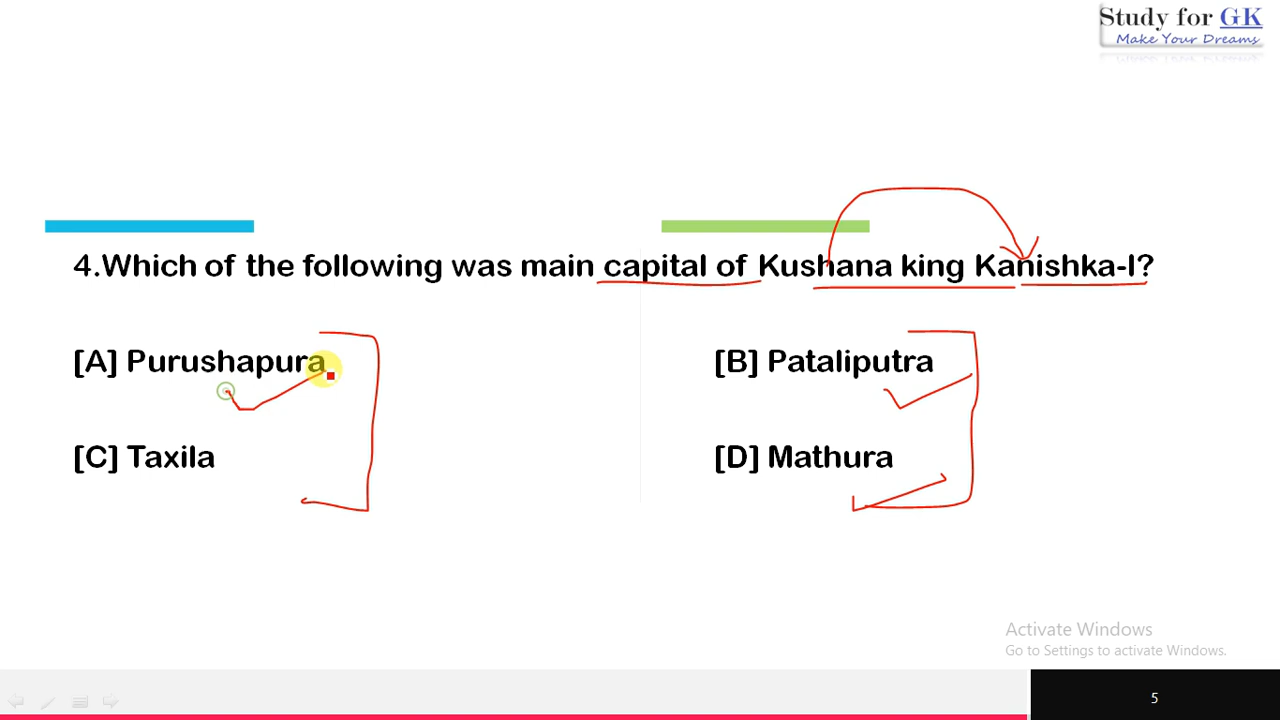 Study for GK
Make Your Dreams
4.Which of the following was main capital of Kushana king Kanishka-I?
[A] Purushapura
[B] Pataliputra
[C] Taxila
[D] Mathura
Activate Windows
Go to Settings to activate Windows.
5